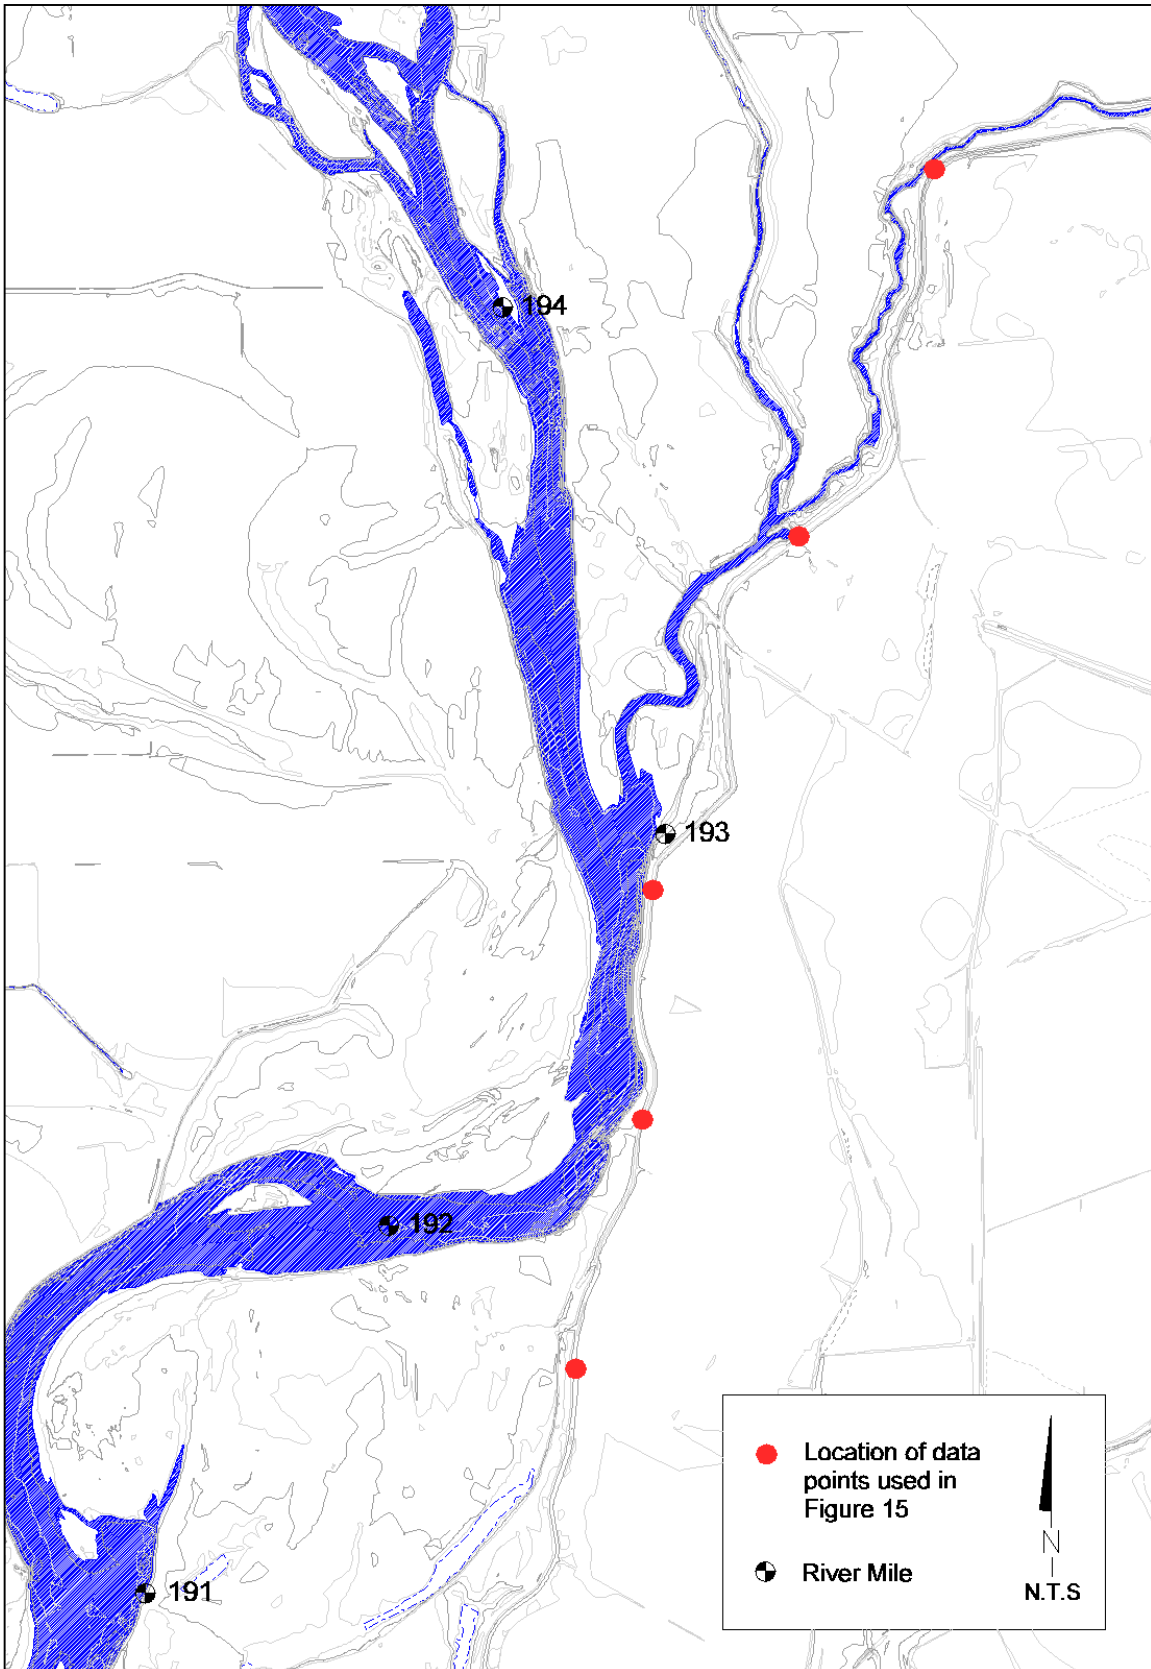 194
193
192
191
Location of data
points used in
Figure 15
River Mile
N
N.T.S